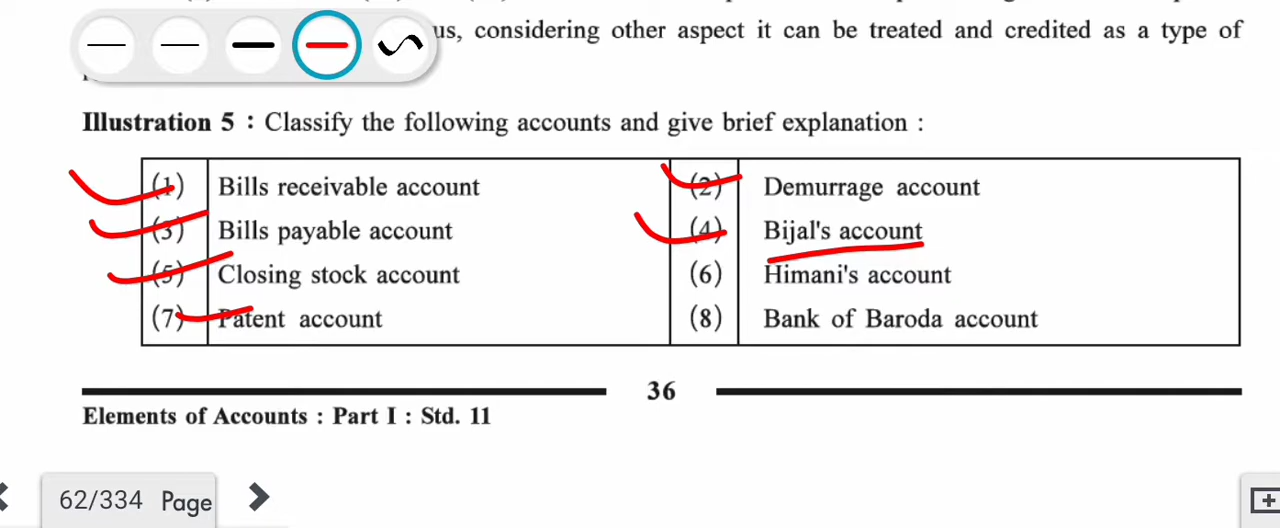 us, considering other aspect it can be treated and credited as a type of
Illustration 5 : Classify the following accounts and give brief explanation :
(1) Bills receivable account (2) Demurrage account
(3) Bills payable account (4) Bijal's account
(5) Closing stock account (6) Himani's account
(7) Patent account (8) Bank of Baroda account
36
Elements of Accounts : Part I : Std. 11
62/334 Page